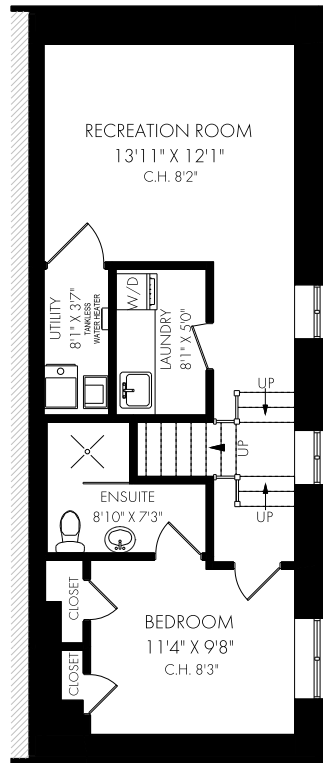 RECREATION ROOM
13'11" X 12'1"
C.H. 8'2"
UTILITY
8'1" X 3'7"
TANKLESS
WATER HEATER
W/D
LAUNDRY
8'1" X 5'0"
UP
UP
UP
ENSUITE
8'10" X 7'3"
CLOSET
BEDROOM
11'4" X 9'8"
C.H. 8'3"
CLOSET